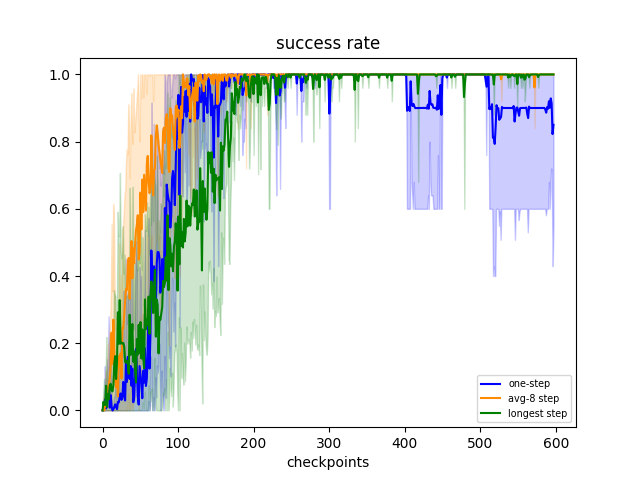 success rate
1.0
0.8
0.6
0.4
0.2
0.0
one-step
avg-8 step
longest step
0 100 200 300 400 500 600
checkpoints